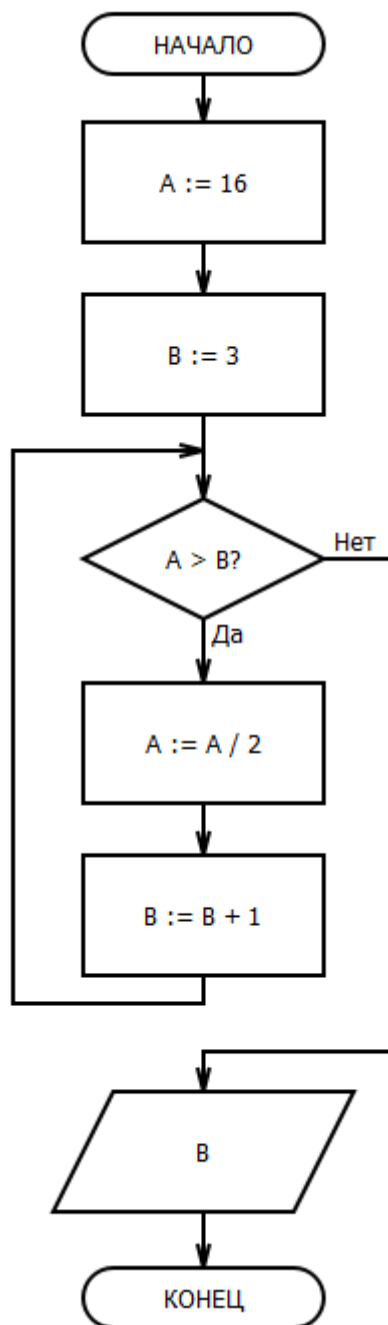 НАЧАЛО
A := 16
B := 3
A > B?
Нет
Да
A := A / 2
B := B + 1
B
КОНЕЦ